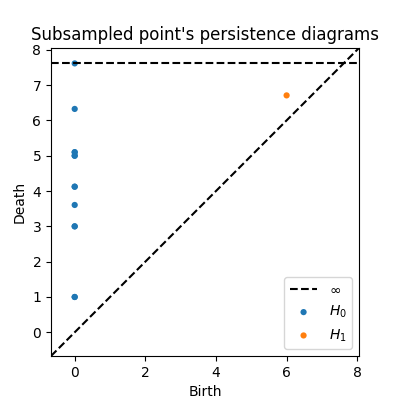 Subsampled point's persistence diagrams
8
7
6
5
4
3
2
1
0
Death
∞
H₀
H₁
0 2 4 6 8
Birth